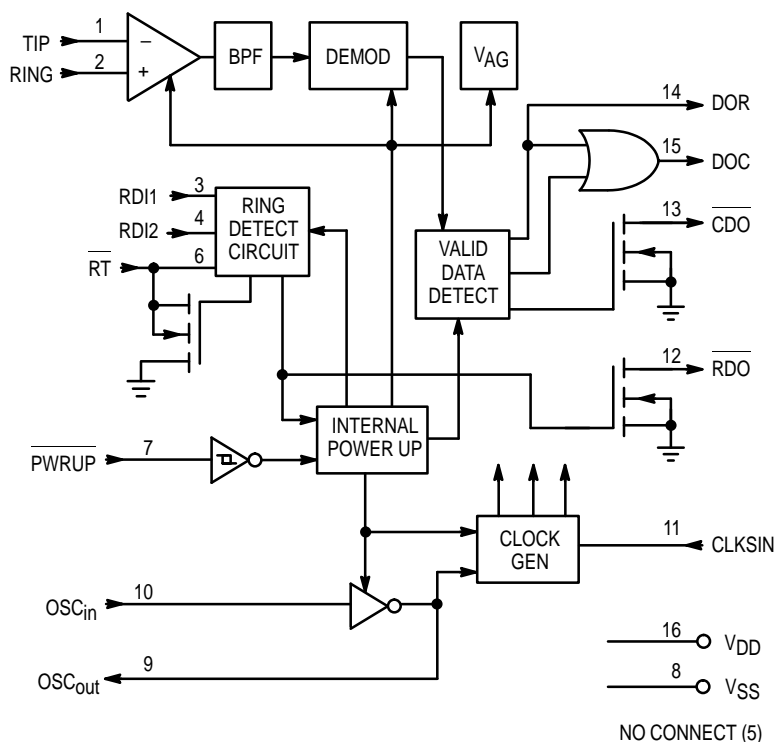 TIP
1
−
RING
2
+
BPF
DEMOD
VAG
14
DOR
15
DOC
RDI1
3
RDI2
4
RT
6
RING
DETECT
CIRCUIT
VALID
DATA
DETECT
13
CDO
12
RDO
PWRUP
7
INTERNAL
POWER UP
CLOCK
GEN
11
CLKSIN
OSCin
10
OSCout
9
16
VDD
8
VSS
NO CONNECT (5)